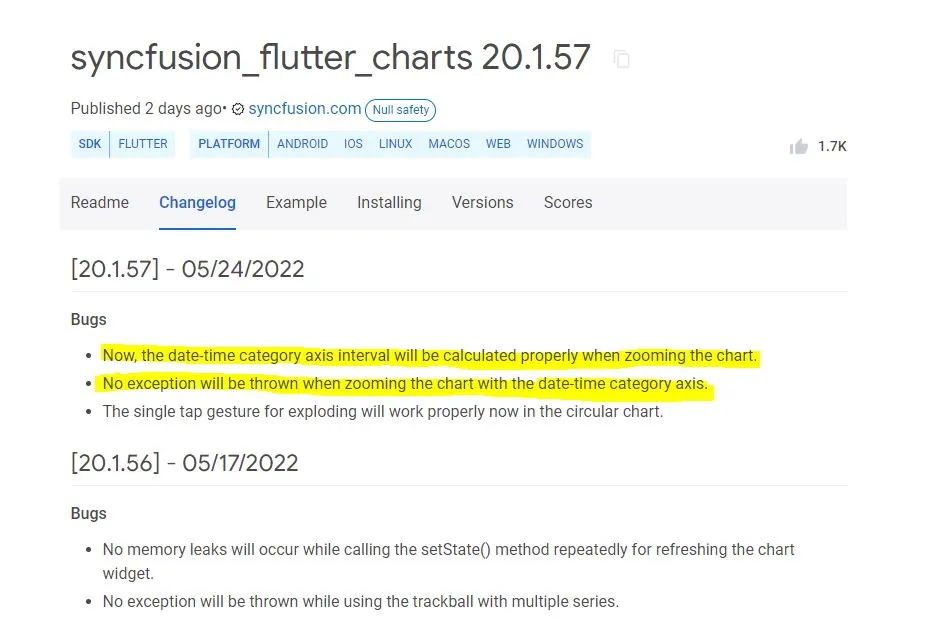 syncfusion_flutter_charts 20.1.57
Published 2 days ago• syncfusion.com Null safety
SDK FLUTTER PLATFORM ANDROID IOS LINUX MACOS WEB WINDOWS 1.7K
Readme Changelog Example Installing Versions Scores
[20.1.57] - 05/24/2022
Bugs
• Now, the date-time category axis interval will be calculated properly when zooming the chart.
• No exception will be thrown when zooming the chart with the date-time category axis.
• The single tap gesture for exploding will work properly now in the circular chart.
[20.1.56] - 05/17/2022
Bugs
• No memory leaks will occur while calling the setState() method repeatedly for refreshing the chart
widget.
• No exception will be thrown while using the trackball with multiple series.